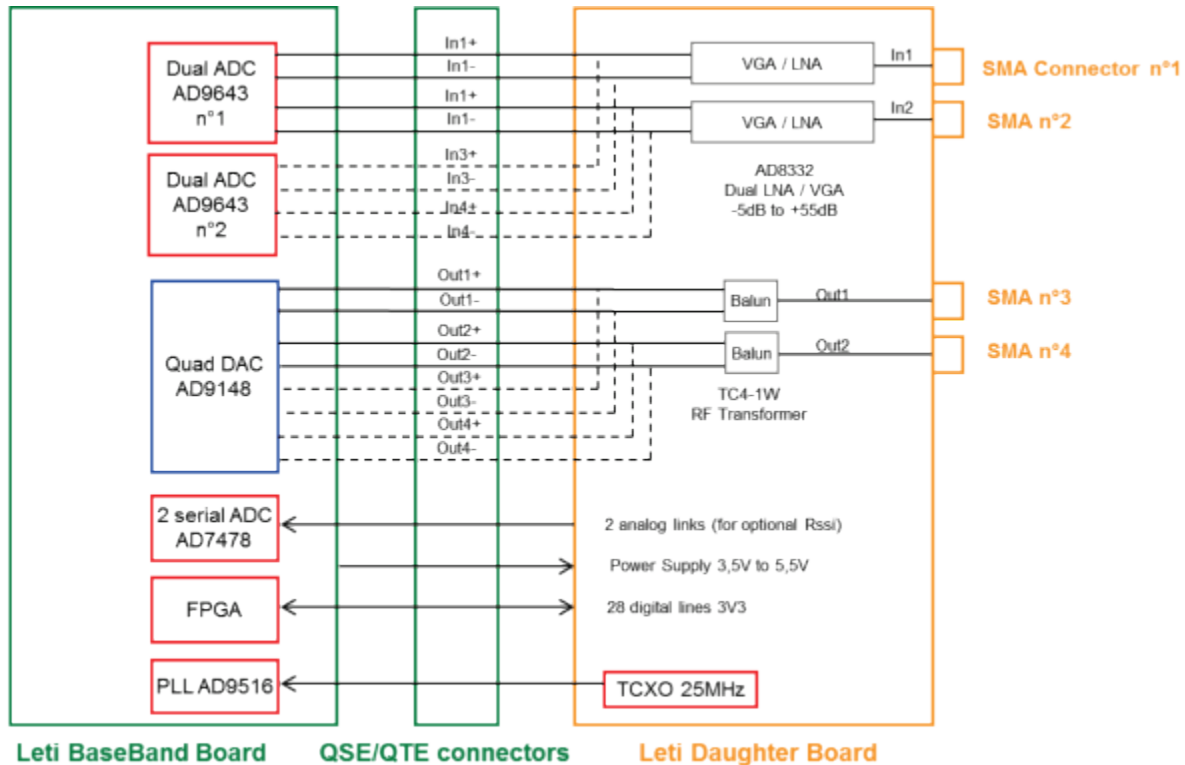 In1+
In1-
In1+
In1-
In3+
In3-
In4+
In4-
Dual ADC
AD9643
n°1
Dual ADC
AD9643
n°2
VGA / LNA
In1
SMA Connector n°1
VGA / LNA
In2
SMA n°2
AD8332
Dual LNA / VGA
-5dB to +55dB
Quad DAC
AD9148
Out1+
Out1-
Out2+
Out2-
Out3+
Out3-
Out4+
Out4-
Balun
Out1
SMA n°3
Balun
Out2
SMA n°4
TC4-1W
RF Transformer
2 serial ADC
AD7478
2 analog links (for optional Rssi)
Power Supply 3,5V to 5,5V
FPGA
28 digital lines 3V3
PLL AD9516
TCXO 25MHz
Leti BaseBand Board
QSE/QTE connectors
Leti Daughter Board